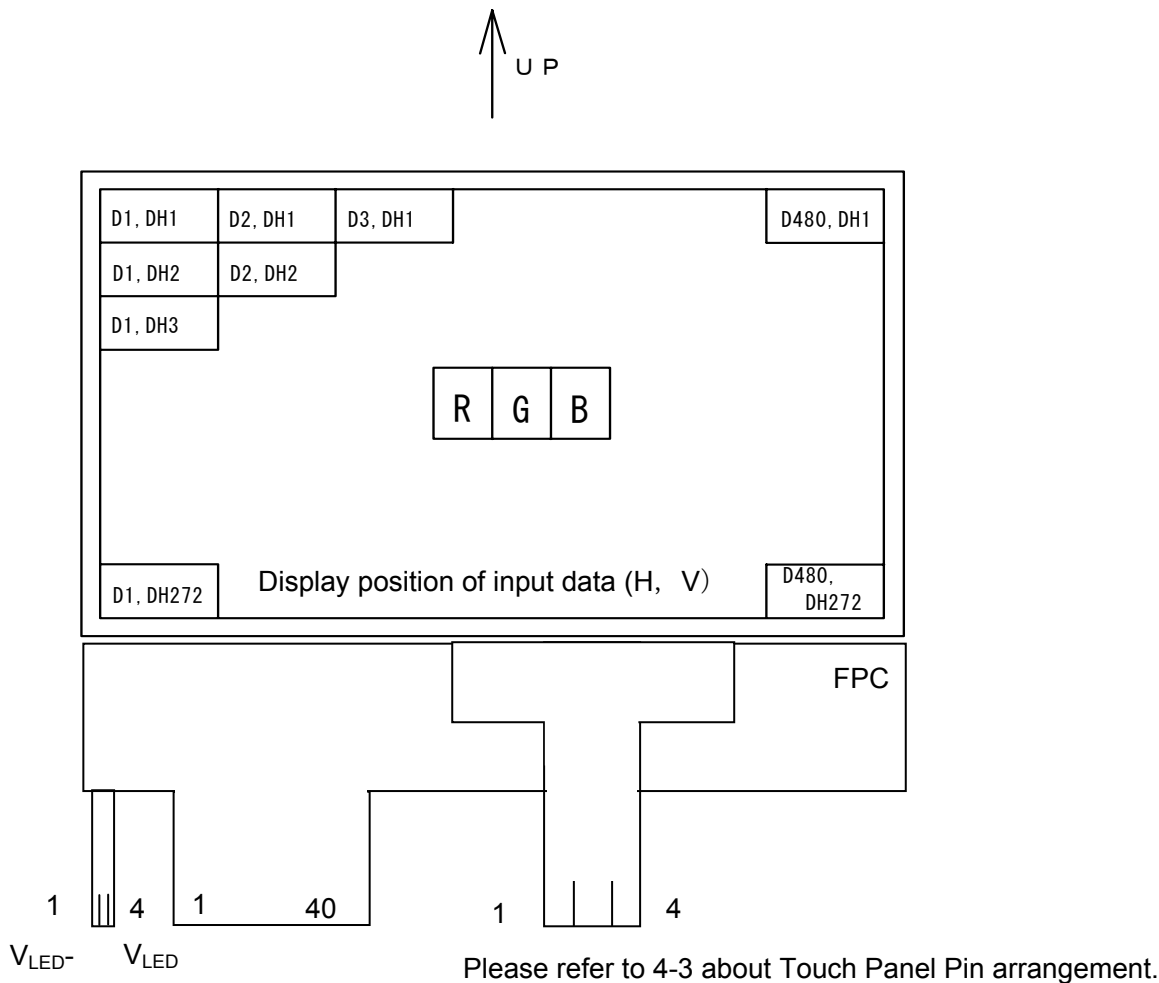 ＵＰ
D1,DH1 D2,DH1 D3,DH1 D480,DH1
D1,DH2 D2,DH2
D1,DH3
R G B
D1,DH272 Display position of input data (H, V） D480,
DH272
FPC
1 4 1 40 1 4
VLED- VLED
Please refer to 4-3 about Touch Panel Pin arrangement.